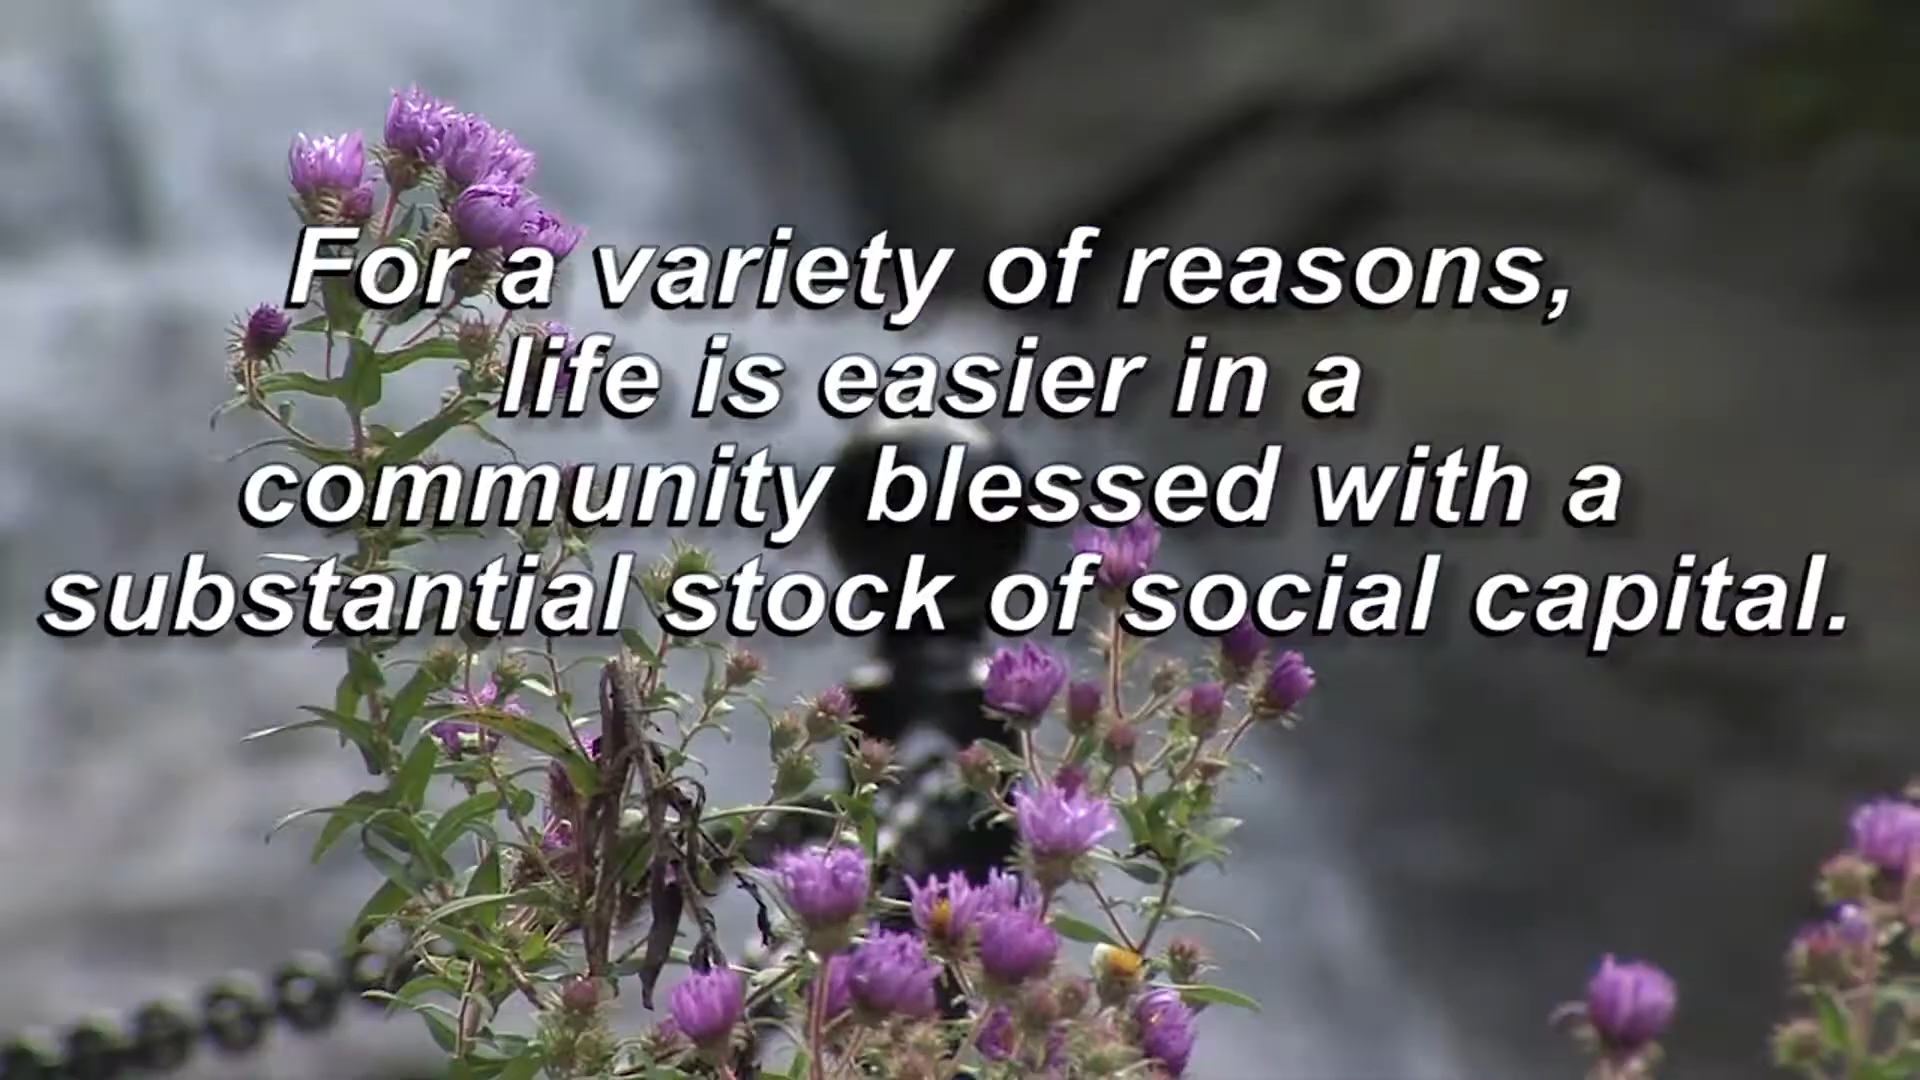 For a variety of reasons,
life is easier in a
community blessed with a
substantial stock of social capital.